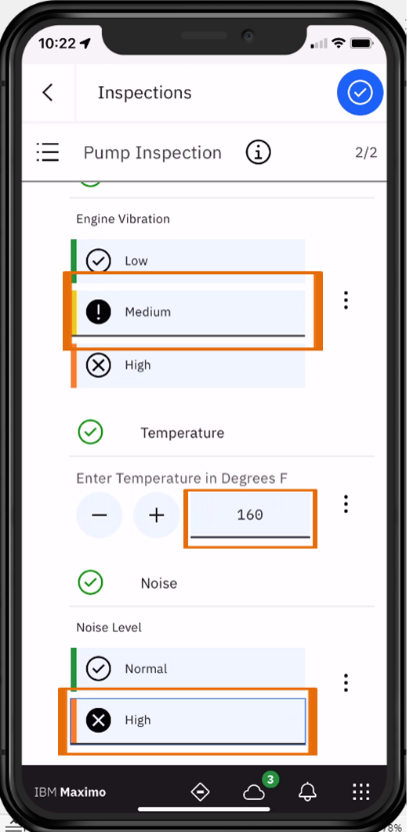 10:22
Inspections
Pump Inspection
2/2
Engine Vibration
Low
Medium
High
Temperature
Enter Temperature in Degrees F
160
Noise
Noise Level
Normal
High
IBM Maximo
3